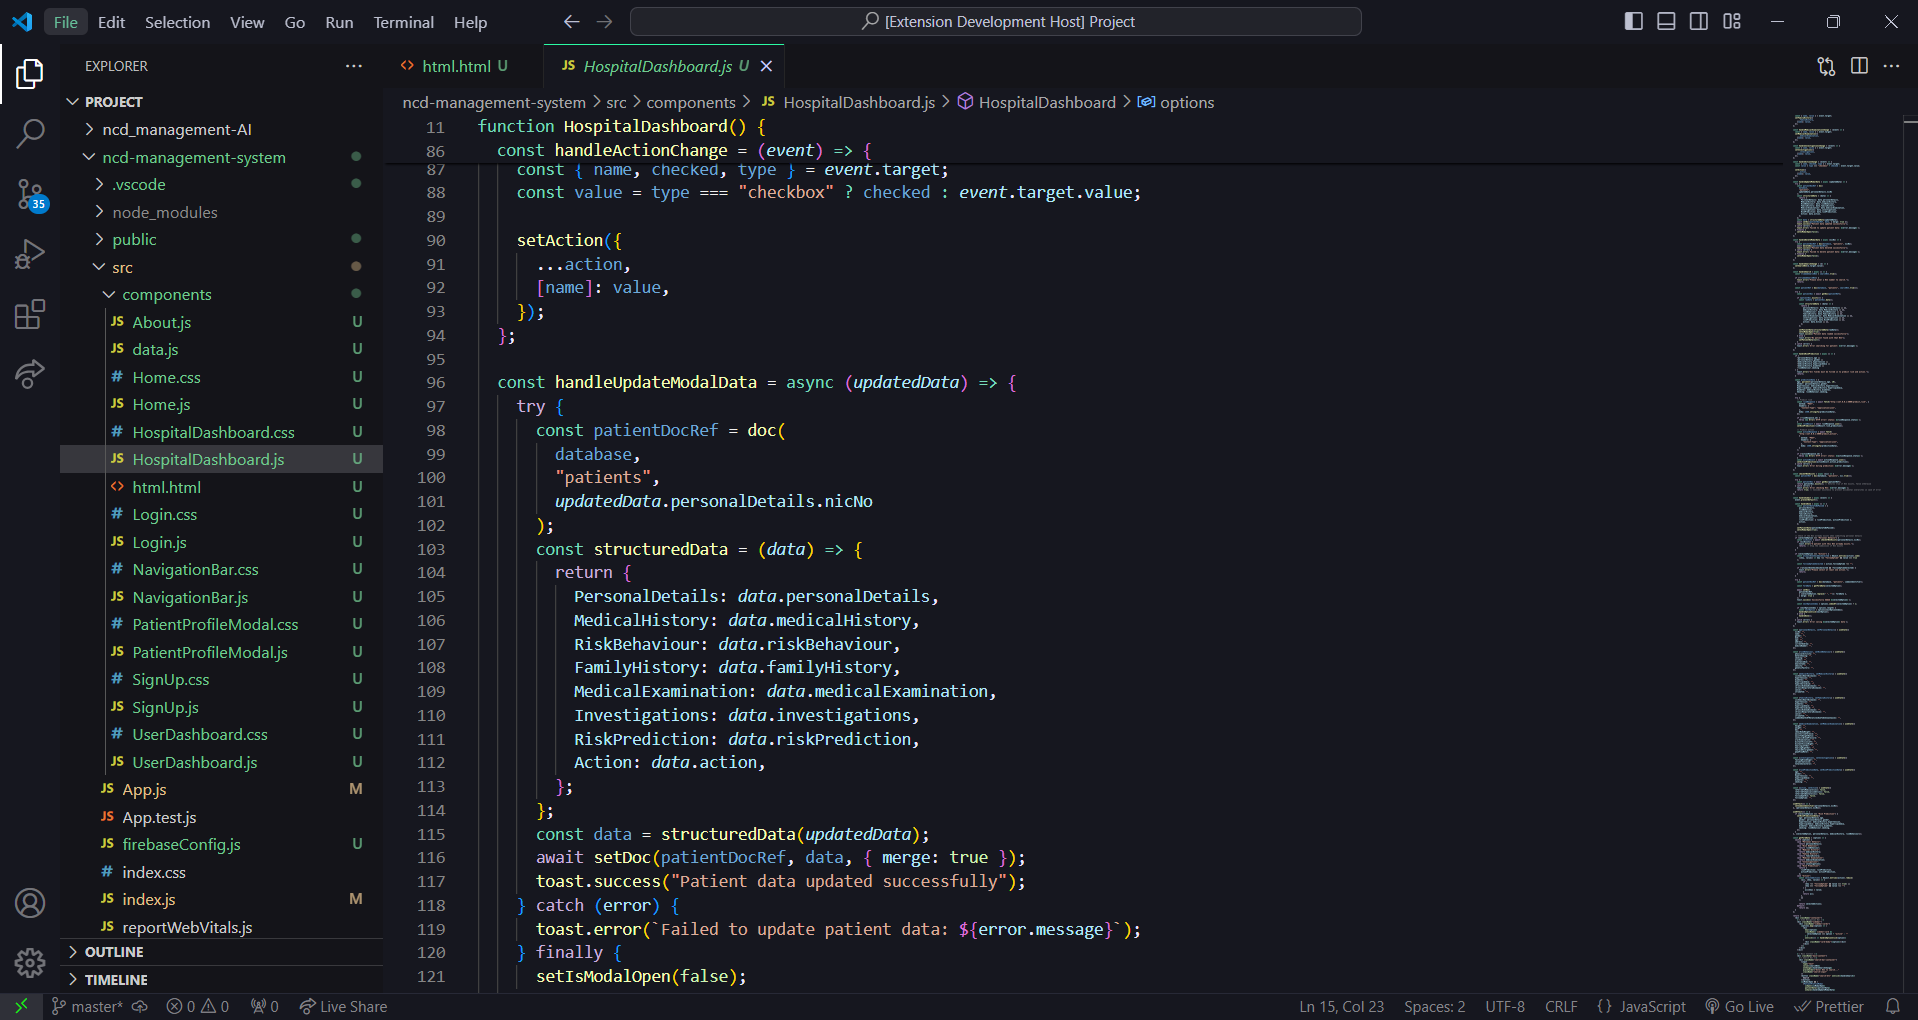 File Edit Selection View Go Run Terminal Help
[Extension Development Host] Project
EXPLORER
PROJECT
ncd_management-AI
ncd-management-system
.vscode
node_modules
public
src
components
JS About.js U
JS data.js U
# Home.css U
JS Home.js U
# HospitalDashboard.css U
JS HospitalDashboard.js U
<> html.html U
# Login.css U
JS Login.js U
# NavigationBar.css U
JS NavigationBar.js U
# PatientProfileModal.css U
JS PatientProfileModal.js U
# SignUp.css U
JS SignUp.js U
# UserDashboard.css U
JS UserDashboard.js U
JS App.js M
JS App.test.js
JS firebaseConfig.js U
# index.css
JS index.js M
JS reportWebVitals.js
OUTLINE
TIMELINE
35
<> html.html U
JS HospitalDashboard.js U
ncd-management-system > src > components > JS HospitalDashboard.js > HospitalDashboard > options
11 function HospitalDashboard() {
86 const handleActionChange = (event) => {
87 const { name, checked, type } = event.target;
88 const value = type === "checkbox" ? checked : event.target.value;
89
90 setAction({
91 ...action,
92 [name]: value,
93 });
94 };
95
96 const handleUpdateModalData = async (updatedData) => {
97 try {
98 const patientDocRef = doc(
99 database,
100 "patients",
101 updatedData.personalDetails.nicNo
102 );
103 const structuredData = (data) => {
104 return {
105 PersonalDetails: data.personalDetails,
106 MedicalHistory: data.medicalHistory,
107 RiskBehaviour: data.riskBehaviour,
108 FamilyHistory: data.familyHistory,
109 MedicalExamination: data.medicalExamination,
110 Investigations: data.investigations,
111 RiskPrediction: data.riskPrediction,
112 Action: data.action,
113 };
114 };
115 const data = structuredData(updatedData);
116 await setDoc(patientDocRef, data, { merge: true });
117 toast.success("Patient data updated successfully");
118 } catch (error) {
119 toast.error(`Failed to update patient data: ${error.message}`);
120 } finally {
121 setIsModalOpen(false);
master* 0 0 0 Live Share
Ln 15, Col 23 Spaces: 2 UTF-8 CRLF {} JavaScript Go Live Prettier